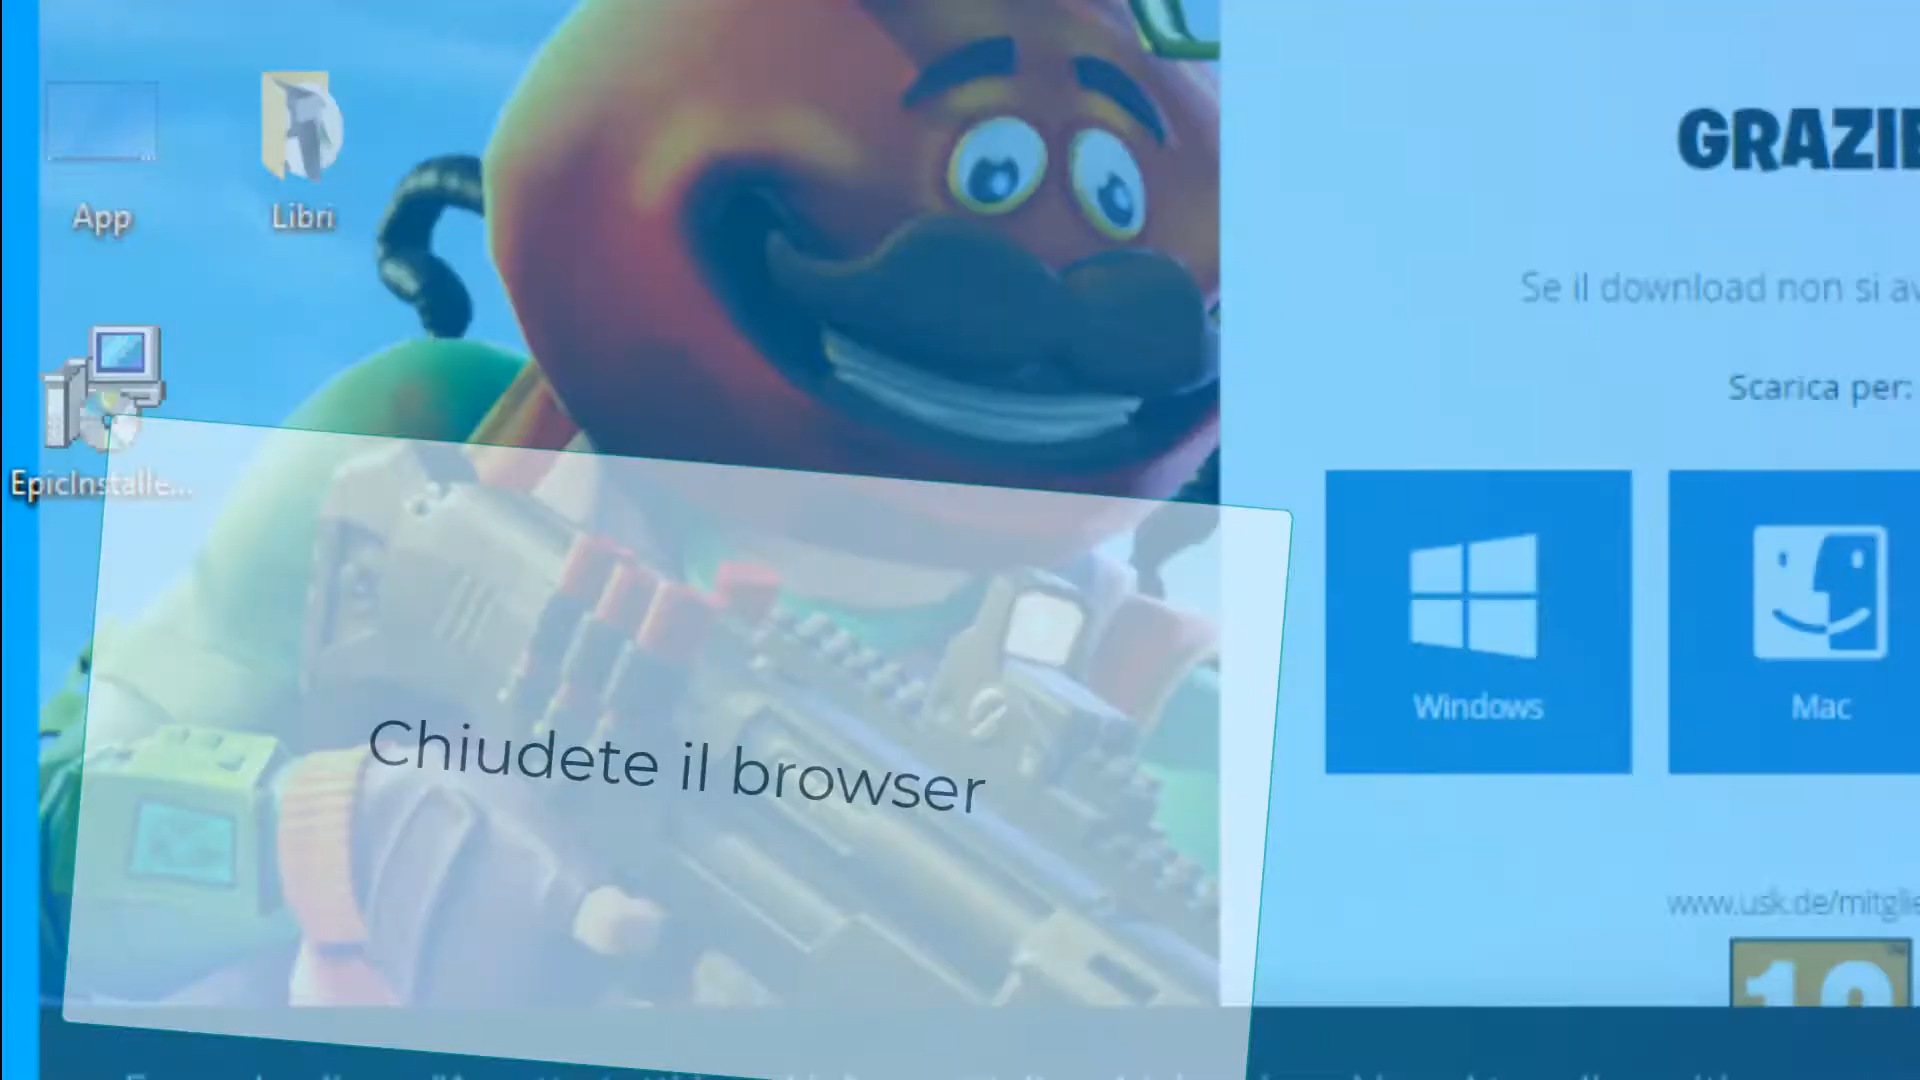 GRAZIE
App
Libri
Se il download non si av
Scarica per:
EpicInstalle...
Windows
Mac
Chiudete il browser
www.usk.de/mitglie
12